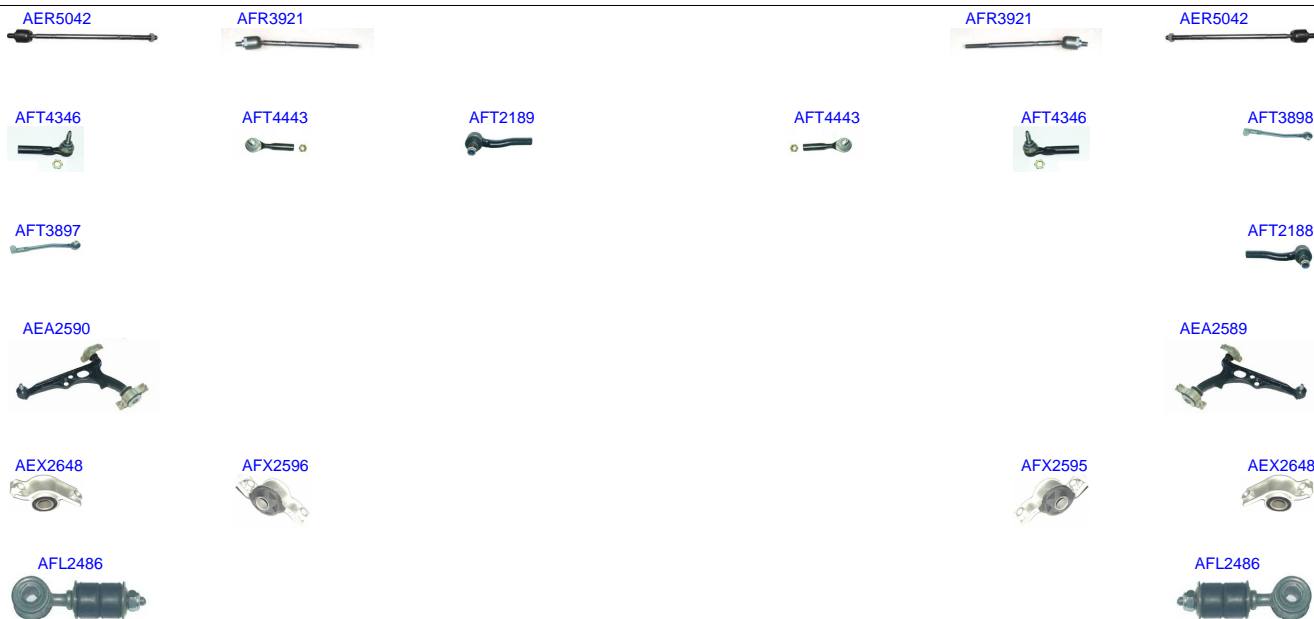 AER5042 AFR3921 AFR3921 AER5042
AFT4346 AFT4443 AFT2189 AFT4443 AFT4346 AFT3898
AFT3897 AFT2188
AEA2590 AEA2589
AEX2648 AFX2596 AFX2595 AEX2648
AFL2486 AFL2486